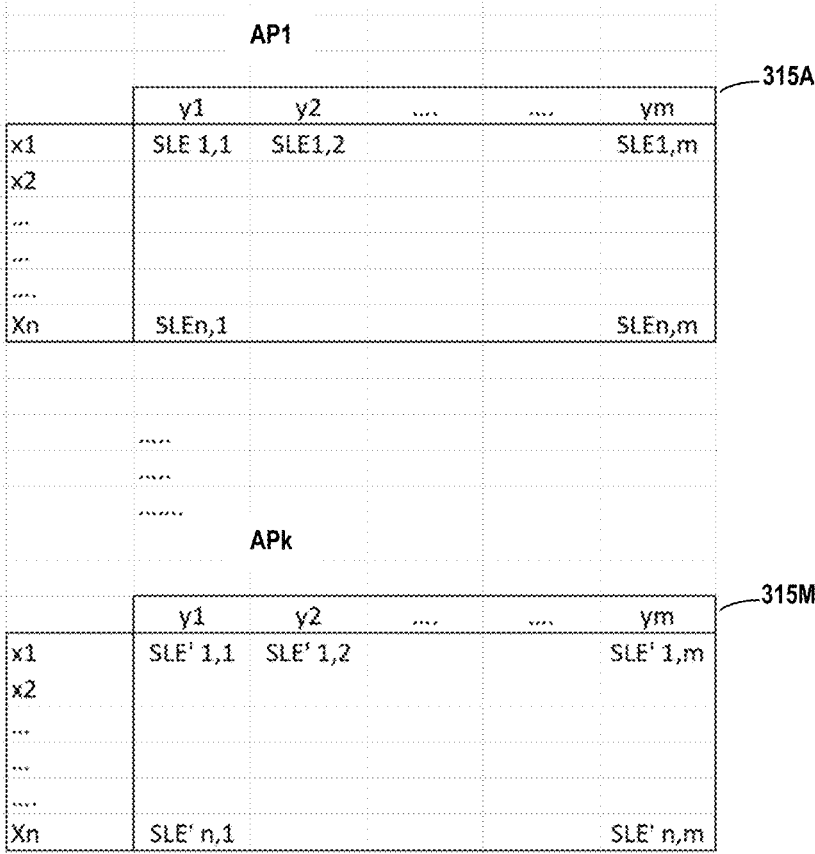 AP1
315A
y1 y2 .... .... ym
x1 SLE 1,1 SLE1,2 SLE1,m
x2
...
...
....
Xn SLEn,1 SLEn,m
.....
.....
.......
APk
315M
y1 y2 .... .... ym
x1 SLE' 1,1 SLE' 1,2 SLE' 1,m
x2
...
...
....
Xn SLE' n,1 SLE' n,m